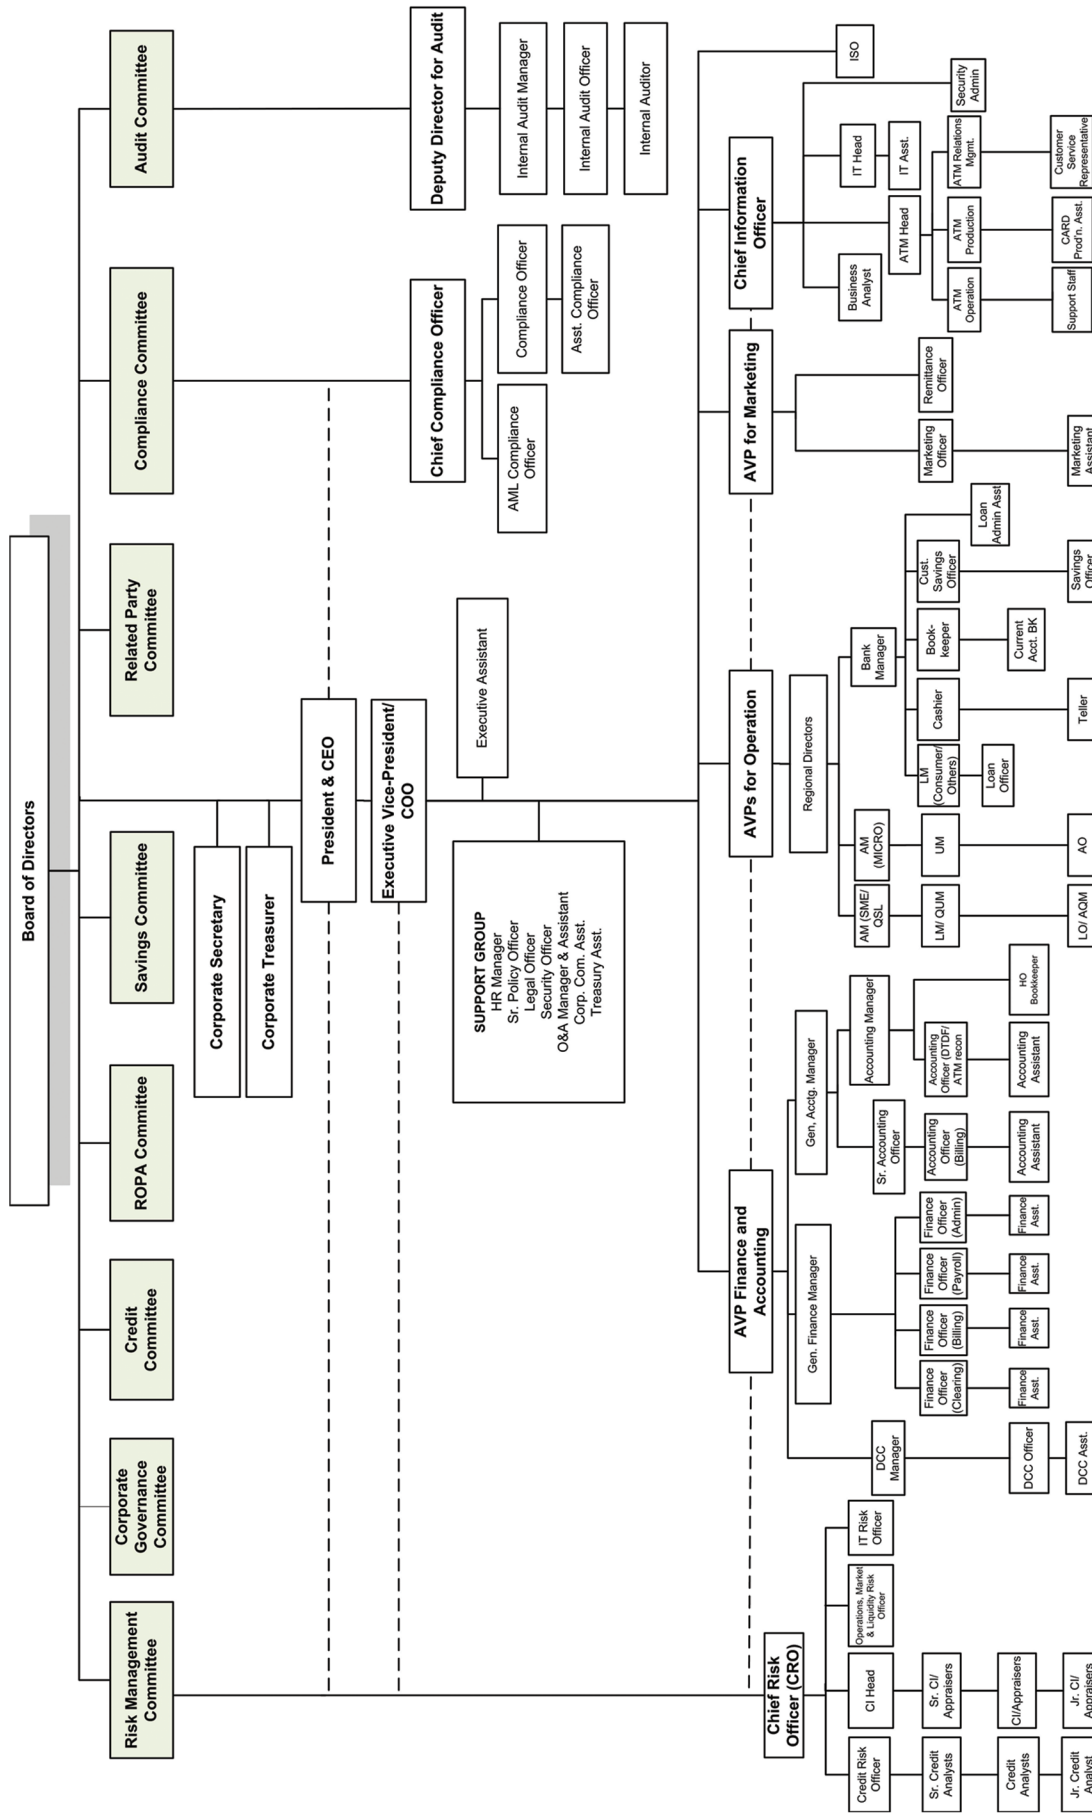 Board of Directors
Risk Management
Committee
Corporate
Governance
Committee
Credit
Committee
ROPA Committee
Savings Committee
Related Party
Committee
Compliance Committee
Audit Committee
Corporate Secretary
Corporate Treasurer
President & CEO
Executive Vice-President/
COO
Executive Assistant
SUPPORT GROUP
HR Manager
Sr. Policy Officer
Legal Officer
Security Officer
O&A Manager & Assistant
Corp. Com. Asst.
Treasury Asst.
Chief Compliance Officer
AML Compliance
Officer
Compliance Officer
Asst. Compliance
Officer
Deputy Director for Audit
Internal Audit Manager
Internal Audit Officer
Internal Auditor
Chief Risk
Officer (CRO)
Credit Risk
Officer
Sr. Credit
Analysts
Credit
Analysts
Jr. Credit
Analyst
CI Head
Sr. CI/
Appraisers
CI/Appraisers
Jr. CI/
Appraisers
Operations, Market
& Liquidity Risk
Officer
IT Risk
Officer
AVP Finance and
Accounting
DCC
Manager
DCC Officer
DCC Asst.
Gen. Finance Manager
Finance
Officer
(Clearing)
Finance
Asst.
Finance
Officer
(Billing)
Finance
Asst.
Finance
Officer
(Payroll)
Finance
Asst.
Finance
Officer
(Admin)
Finance
Asst.
Gen, Acctg. Manager
Sr. Accounting
Officer
Accounting
Officer
(Billing)
Accounting
Assistant
Accounting Manager
Accounting
Officer (DTDF/
ATM recon
Accounting
Assistant
HO
Bookkeeper
AVPs for Operation
Regional Directors
AM (SME/
QSL
LM/ QUM
LO/ AQM
AM
(MICRO)
UM
AO
Bank
Manager
LM
(Consumer/
Others)
Loan
Officer
Cashier
Teller
Book-
keeper
Current
Acct. BK
Cust.
Savings
Officer
Savings
Officer
Loan
Admin Asst
AVP for Marketing
Marketing
Officer
Marketing
Assistant
Remittance
Officer
Chief Information
Officer
Business
Analyst
ATM Head
ATM
Operation
Support Staff
ATM
Production
CARD
Prod'n. Asst.
ATM Relations
Mgmt.
Customer
Service
Representative
IT Head
IT Asst.
Security
Admin
ISO